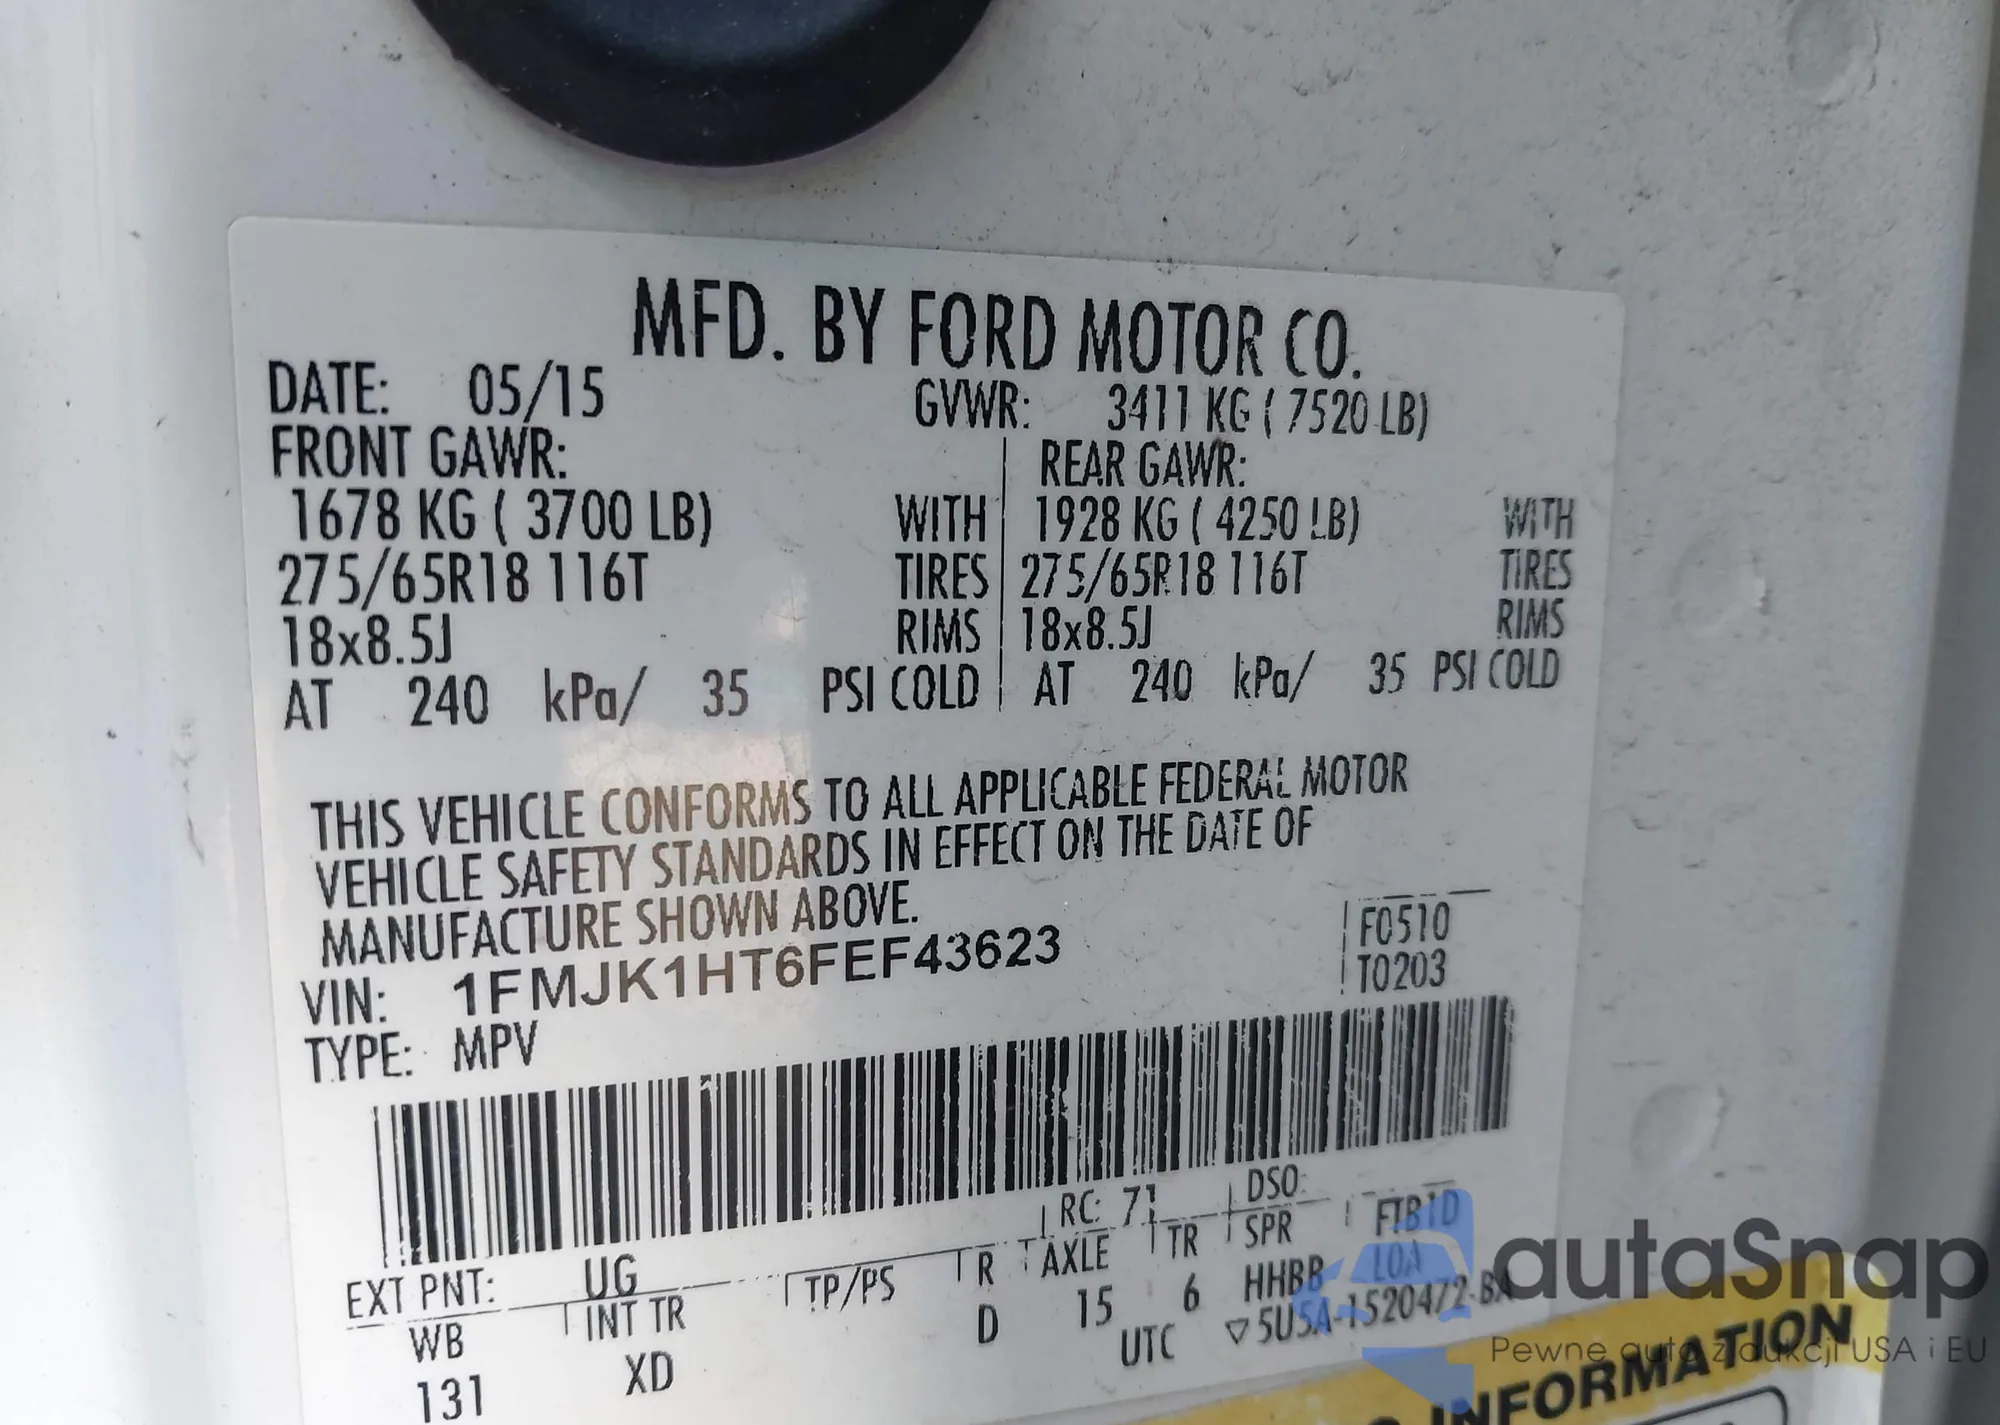 MFD. BY FORD MOTOR CO.
DATE: 05/15 GVWR: 3411 KG ( 7520 LB)
FRONT GAWR: REAR GAWR:
1678 KG ( 3700 LB) WITH 1928 KG ( 4250 LB) WITH
275/65R18 116T TIRES 275/65R18 116T TIRES
18x8.5J RIMS 18x8.5J RIMS
AT 240 kPa/ 35 PSI COLD AT 240 kPa/ 35 PSI COLD
THIS VEHICLE CONFORMS TO ALL APPLICABLE FEDERAL MOTOR
VEHICLE SAFETY STANDARDS IN EFFECT ON THE DATE OF
MANUFACTURE SHOWN ABOVE.
F0510
VIN: 1FMJK1HT6FEF43623
T0203
TYPE: MPV
RC: 71 DSO:
EXT PNT: UG
WB INT TR TP/PS R AXLE TR SPR FTB1D
131 XD D 15 6 HHBB LOA
UTC ▽5U5A-1520472-BA
INFORMATION
autaSnap
Pewne auta z aukcji USA i EU